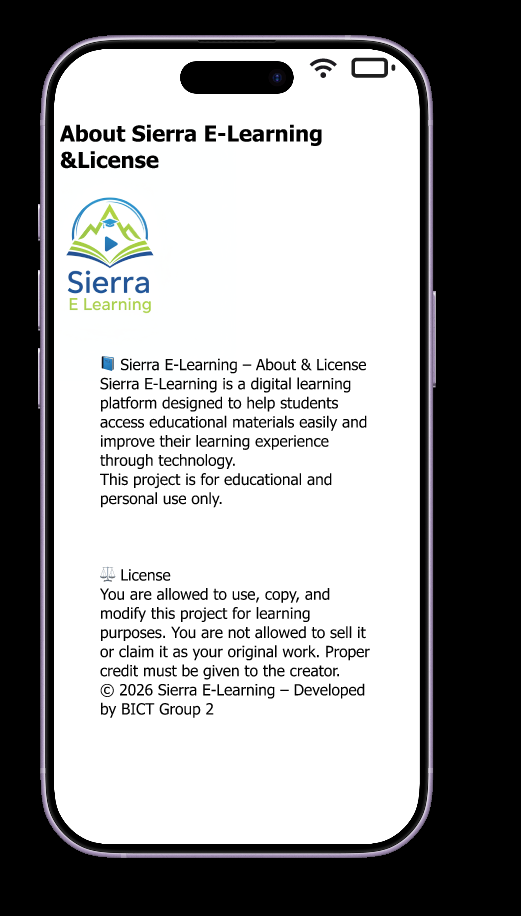 About Sierra E-Learning
&License
Sierra
E Learning
📘 Sierra E-Learning – About & License
Sierra E-Learning is a digital learning
platform designed to help students
access educational materials easily and
improve their learning experience
through technology.
This project is for educational and
personal use only.
⚖️ License
You are allowed to use, copy, and
modify this project for learning
purposes. You are not allowed to sell it
or claim it as your original work. Proper
credit must be given to the creator.
© 2026 Sierra E-Learning – Developed
by BICT Group 2